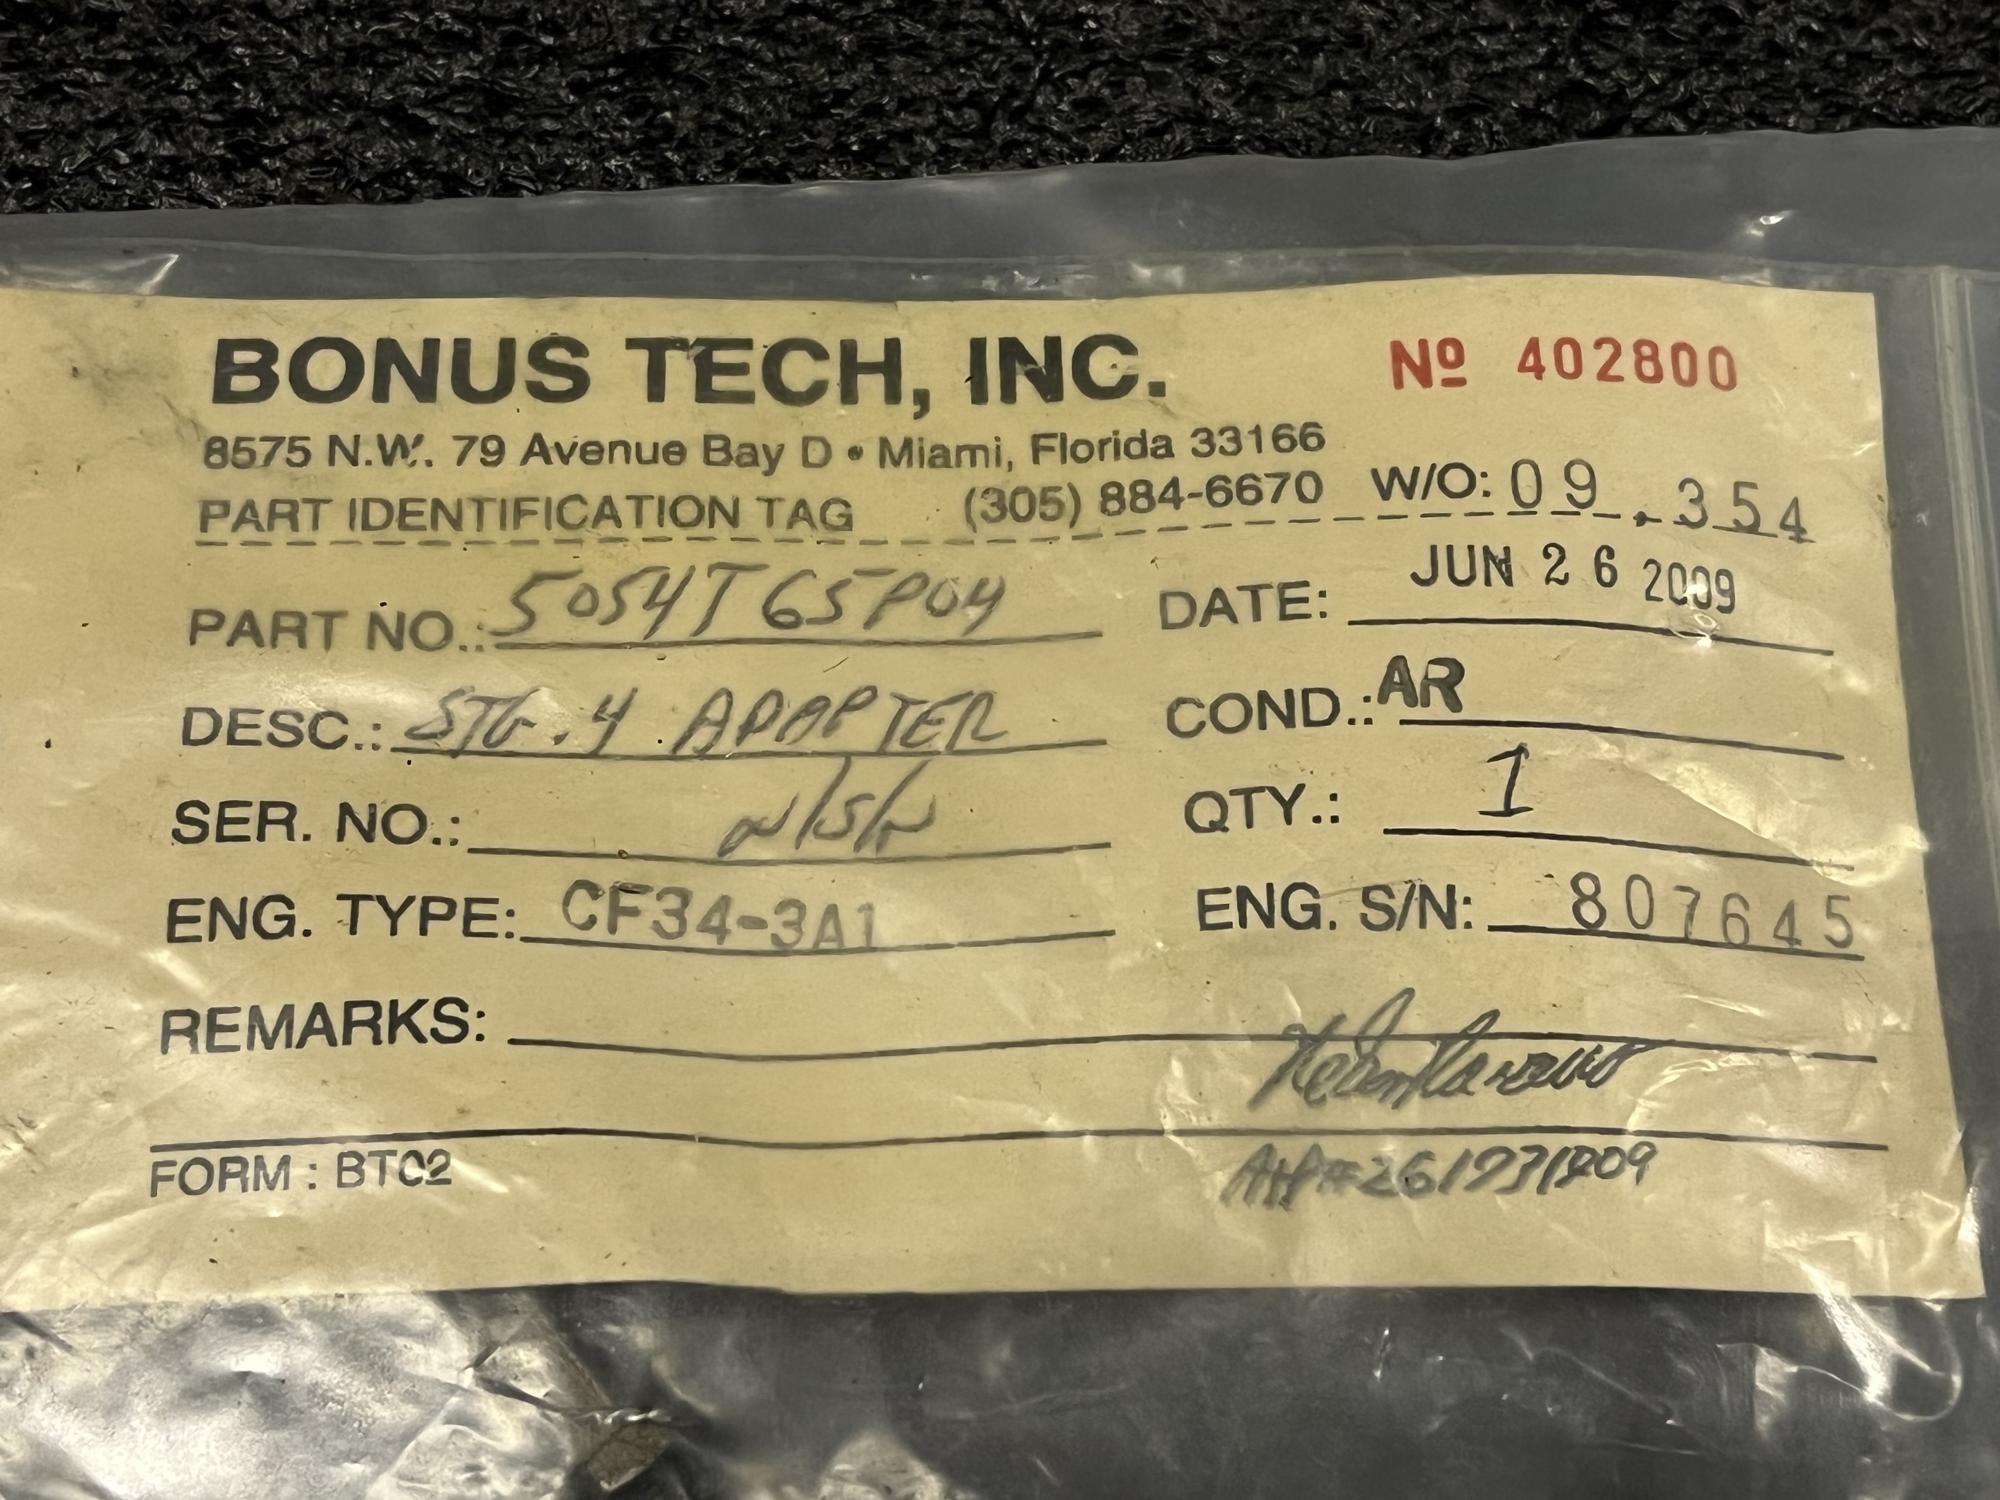 BONUS TECH, INC.
Nº 402800
8575 N.W. 79 Avenue Bay D • Miami, Florida 33166
PART IDENTIFICATION TAG (305) 884-6670 W/O: 09.354
PART NO.: 5054T65P04
DATE: JUN 26 2009
DESC.: STG. 4 ADAPTER
COND.: AR
SER. NO.: N/S/N
QTY.: 1
ENG. TYPE: CF34-3A1
ENG. S/N: 807645
REMARKS:
FORM : BT02